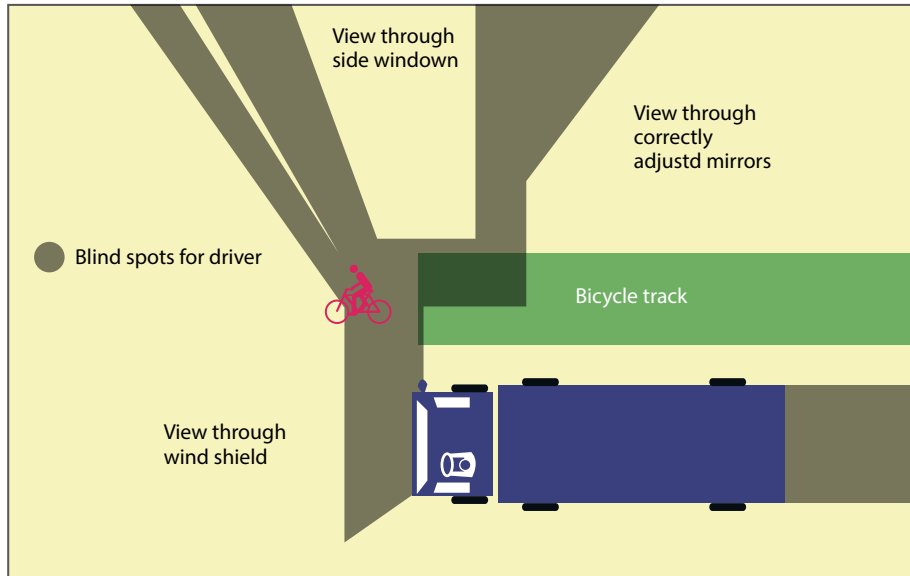 View through
side windown
View through
correctly
adjustd mirrors
Blind spots for driver
Bicycle track
View through
wind shield